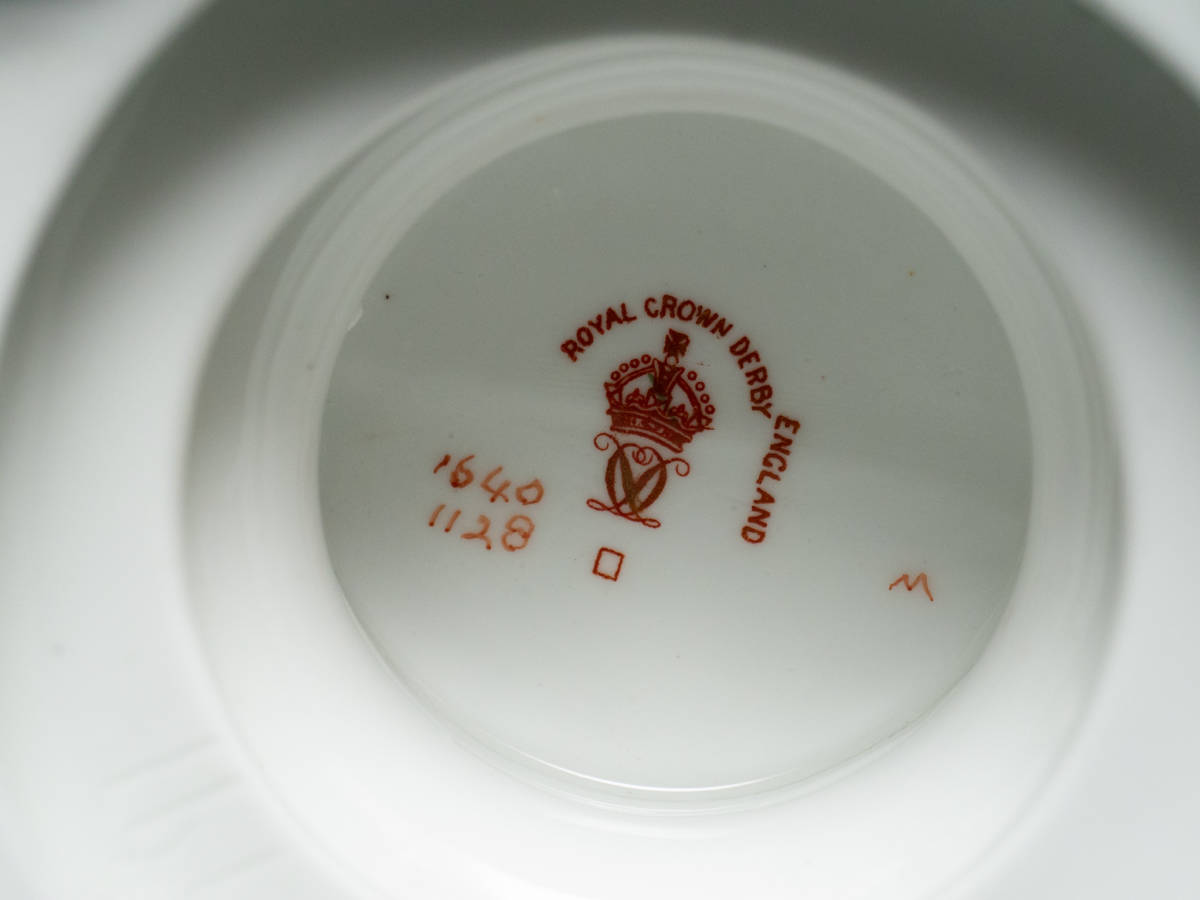 ROYAL CROWN DERBY
ENGLAND
1640
1128
M